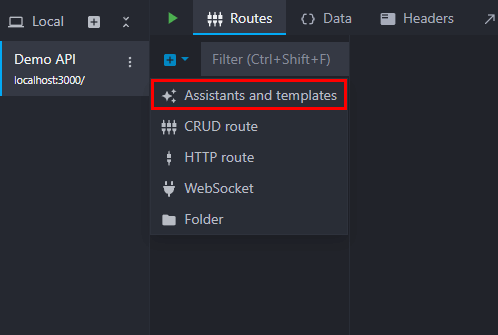 Local
Routes
Data
Headers
Demo API
localhost:3000/
Filter (Ctrl+Shift+F)
Assistants and templates
CRUD route
HTTP route
WebSocket
Folder